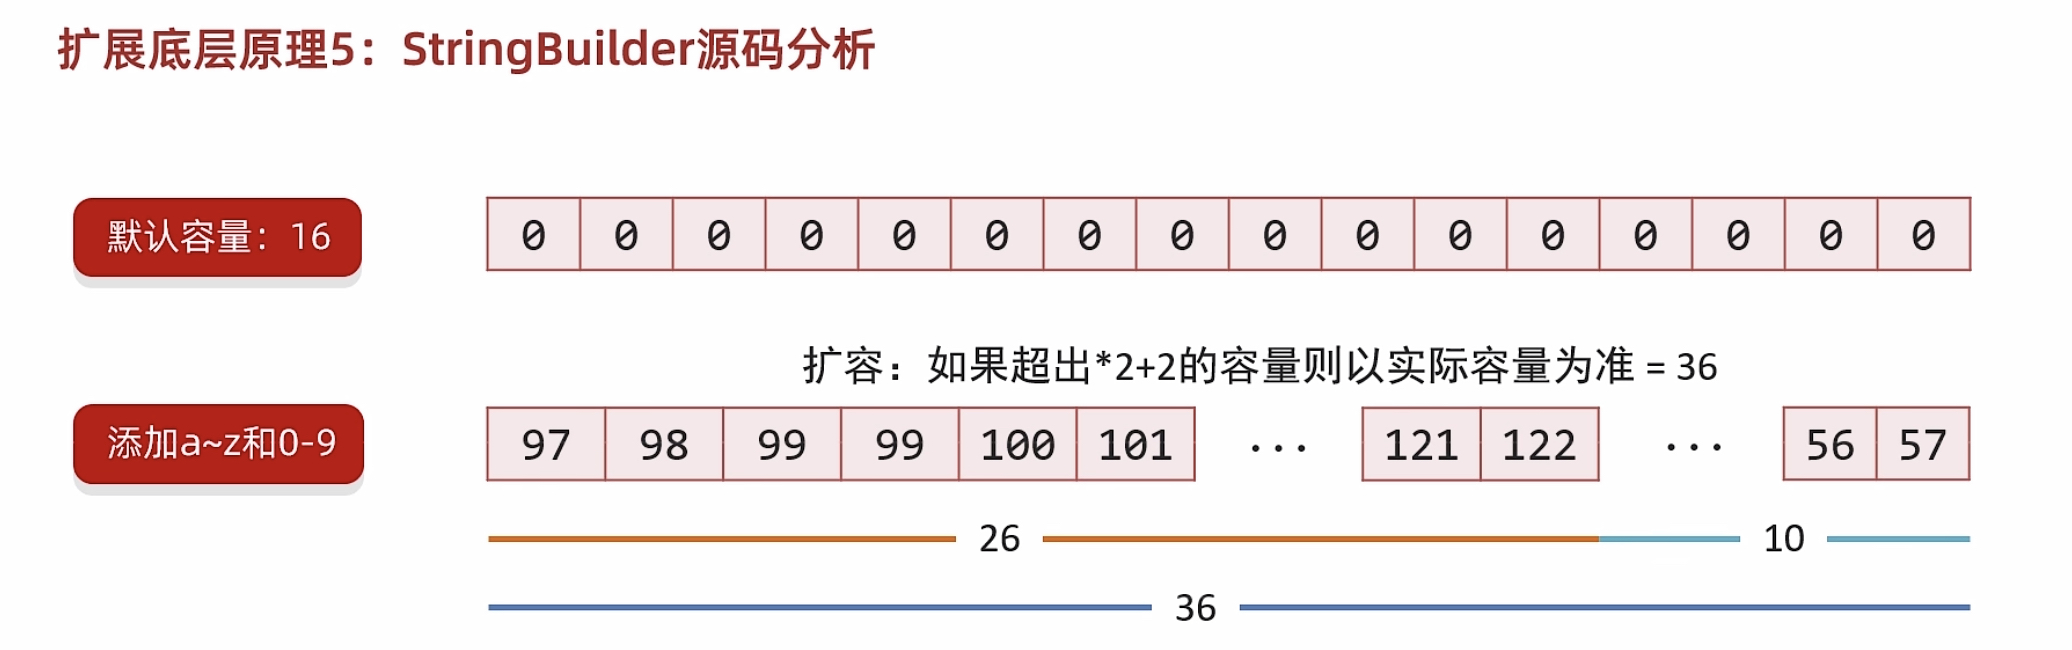 扩展底层原理5：StringBuilder源码分析
默认容量：16
0 0 0 0 0 0 0 0 0 0 0 0 0 0 0 0
扩容：如果超出*2+2的容量则以实际容量为准 = 36
添加a~z和0-9
97 98 99 99 100 101 ... 121 122 ... 56 57
26 10
36